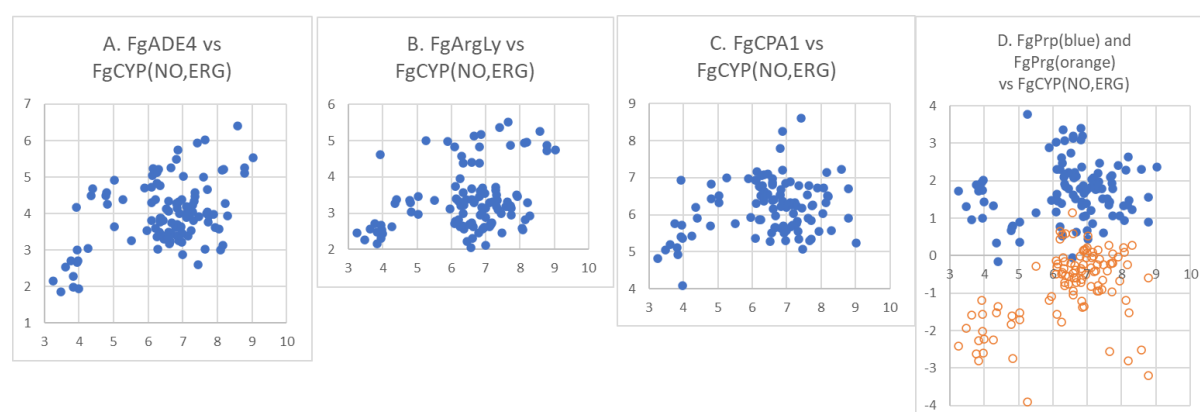 A. FgADE4 vs
FgCYP(NO,ERG)
7
6
5
4
3
2
1
3 4 5 6 7 8 9 10
B. FgArgLy vs
FgCYP(NO,ERG)
6
5
4
3
2
3 4 5 6 7 8 9 10
C. FgCPA1 vs
FgCYP(NO,ERG)
9
8
7
6
5
4
3 4 5 6 7 8 9 10
D. FgPrp(blue) and
FgPrg(orange)
vs FgCYP(NO,ERG)
4
3
2
1
0
3 4 5 6 7 8 9 10
-1
-2
-3
-4